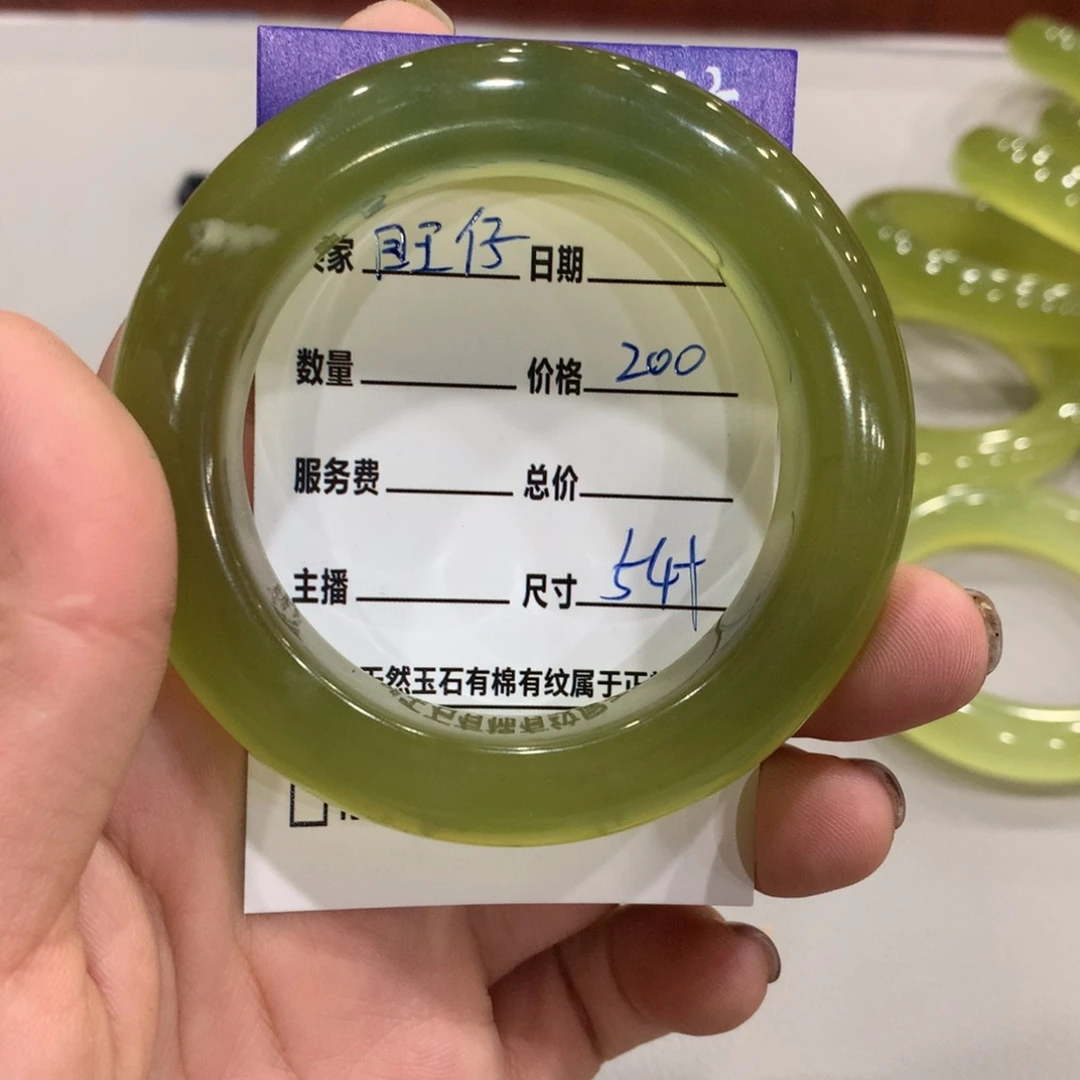 家 旺仔 日期
数量 价格 200
服务费 总价
主播 尺寸 54+
天然玉石有棉有纹属于正